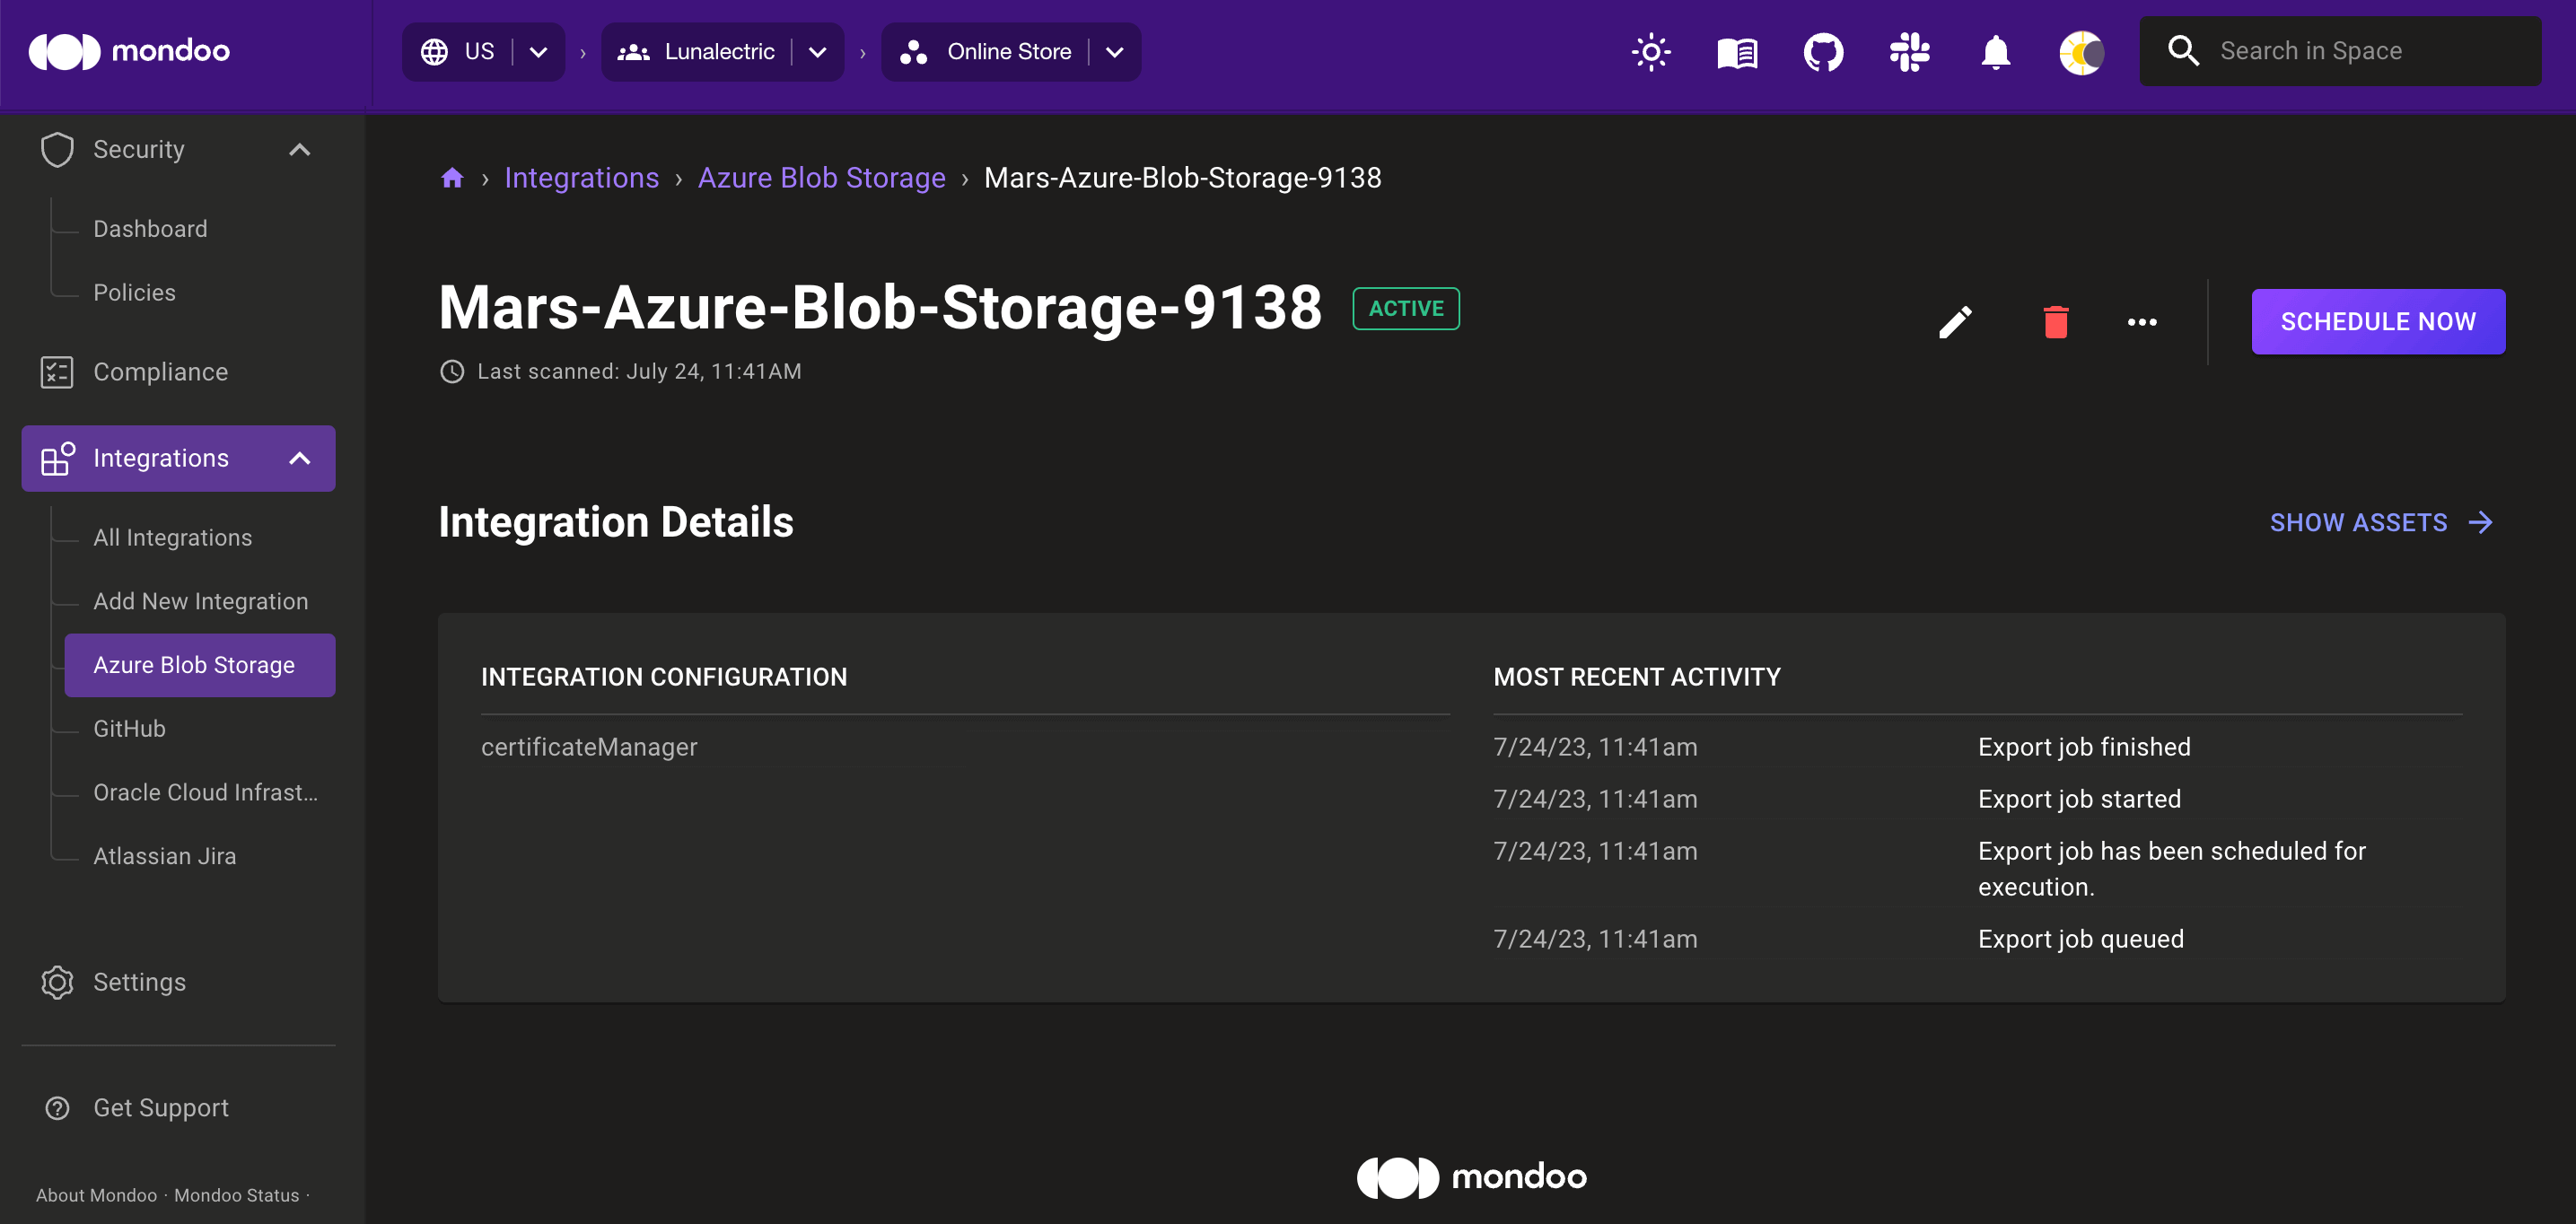 mondoo
US
Lunalectric
Online Store
Search in Space
Security
Dashboard
Policies
Compliance
Integrations
All Integrations
Add New Integration
Azure Blob Storage
GitHub
Oracle Cloud Infrast...
Atlassian Jira
Settings
Get Support
About Mondoo · Mondoo Status ·
› Integrations › Azure Blob Storage › Mars-Azure-Blob-Storage-9138
Mars-Azure-Blob-Storage-9138 ACTIVE
Last scanned: July 24, 11:41AM
SCHEDULE NOW
Integration Details
SHOW ASSETS
INTEGRATION CONFIGURATION
certificateManager
MOST RECENT ACTIVITY
7/24/23, 11:41am Export job finished
7/24/23, 11:41am Export job started
7/24/23, 11:41am Export job has been scheduled for
execution.
7/24/23, 11:41am Export job queued
mondoo